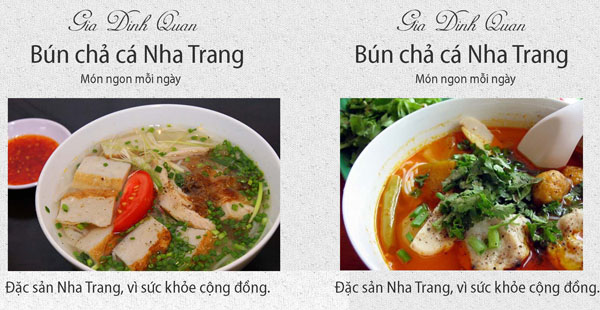 Gia Dinh Quan
Bún chả cá Nha Trang
Món ngon mỗi ngày
Đặc sản Nha Trang, vì sức khỏe cộng đồng.
Gia Dinh Quan
Bún chả cá Nha Trang
Món ngon mỗi ngày
Đặc sản Nha Trang, vì sức khỏe cộng đồng.